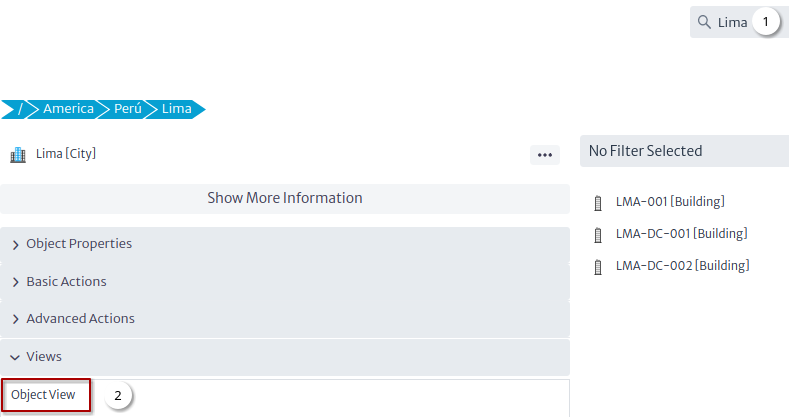 Lima 1
/ America Perú Lima
Lima [City]
No Filter Selected
Show More Information
LMA-001 [Building]
Object Properties
LMA-DC-001 [Building]
Basic Actions
LMA-DC-002 [Building]
Advanced Actions
Views
Object View 2